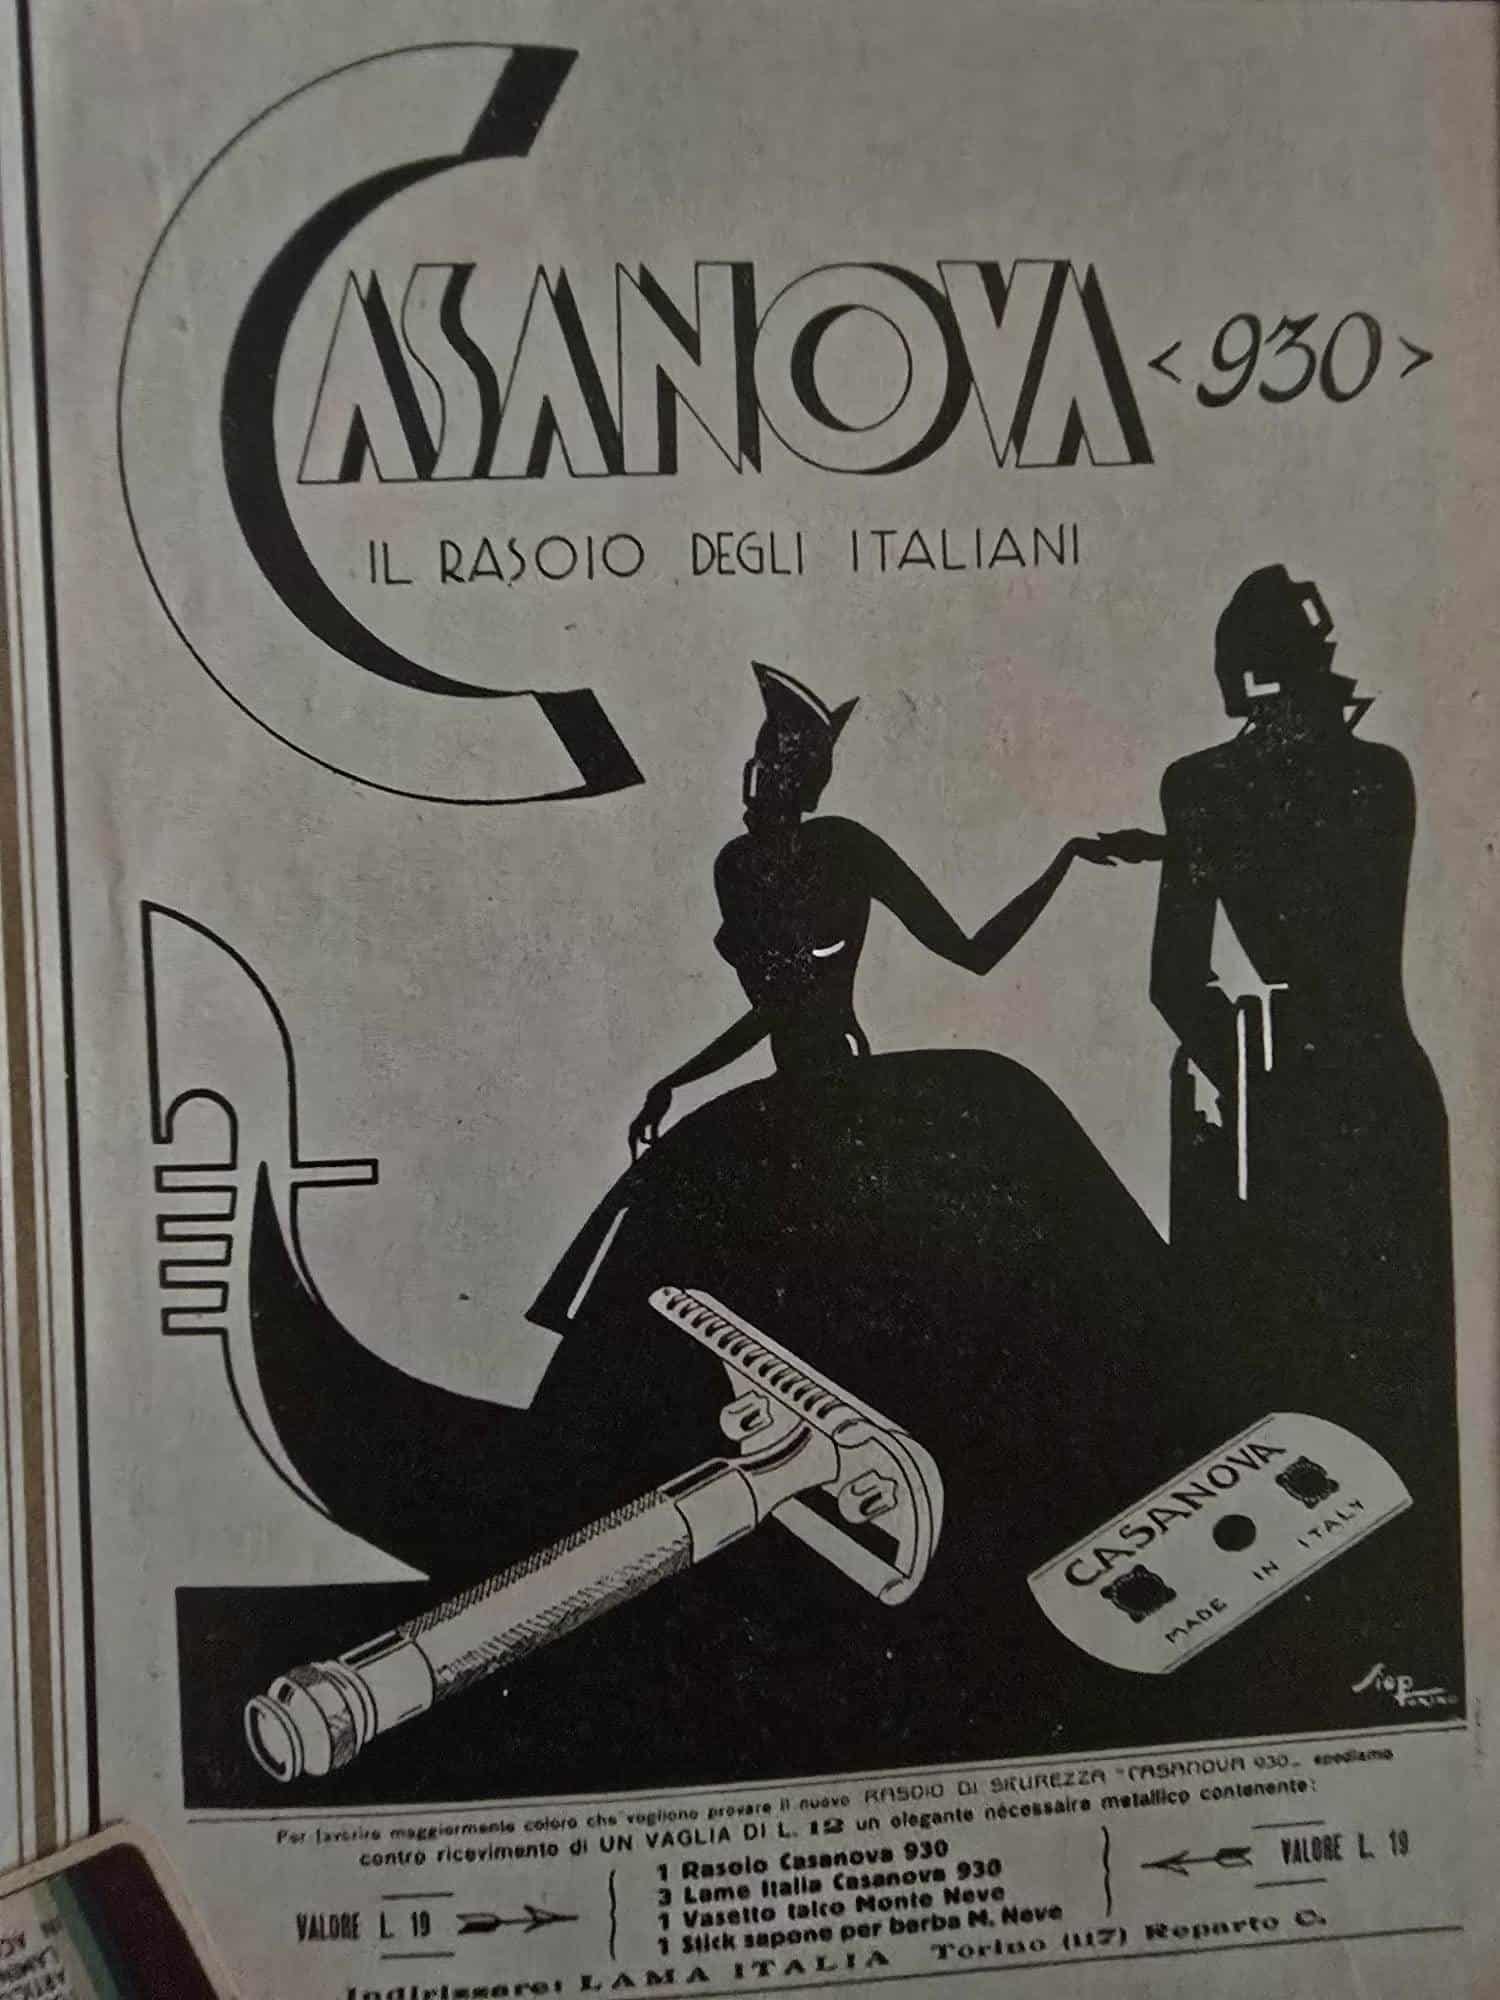 CASANOVA <930>
IL RASOIO DEGLI ITALIANI
CASANOVA
MADE IN ITALY
Siep
TORINO
Per favorire maggiormente coloro che vogliono provare il nuovo RASOIO DI SICUREZZA "CASANOVA 930" spediamo
contro ricevimento di UN VAGLIA DI L. 12 un elegante nécessaire metallico contenente:
VALORE L. 19
1 Rasoio Casanova 930
3 Lame Italia Casanova 930
1 Vasetto talco Monte Neve
1 Stick sapone per barba M. Neve
VALORE L. 19
Indirizzare: LAMA ITALIA Torino (117) Reparto C.